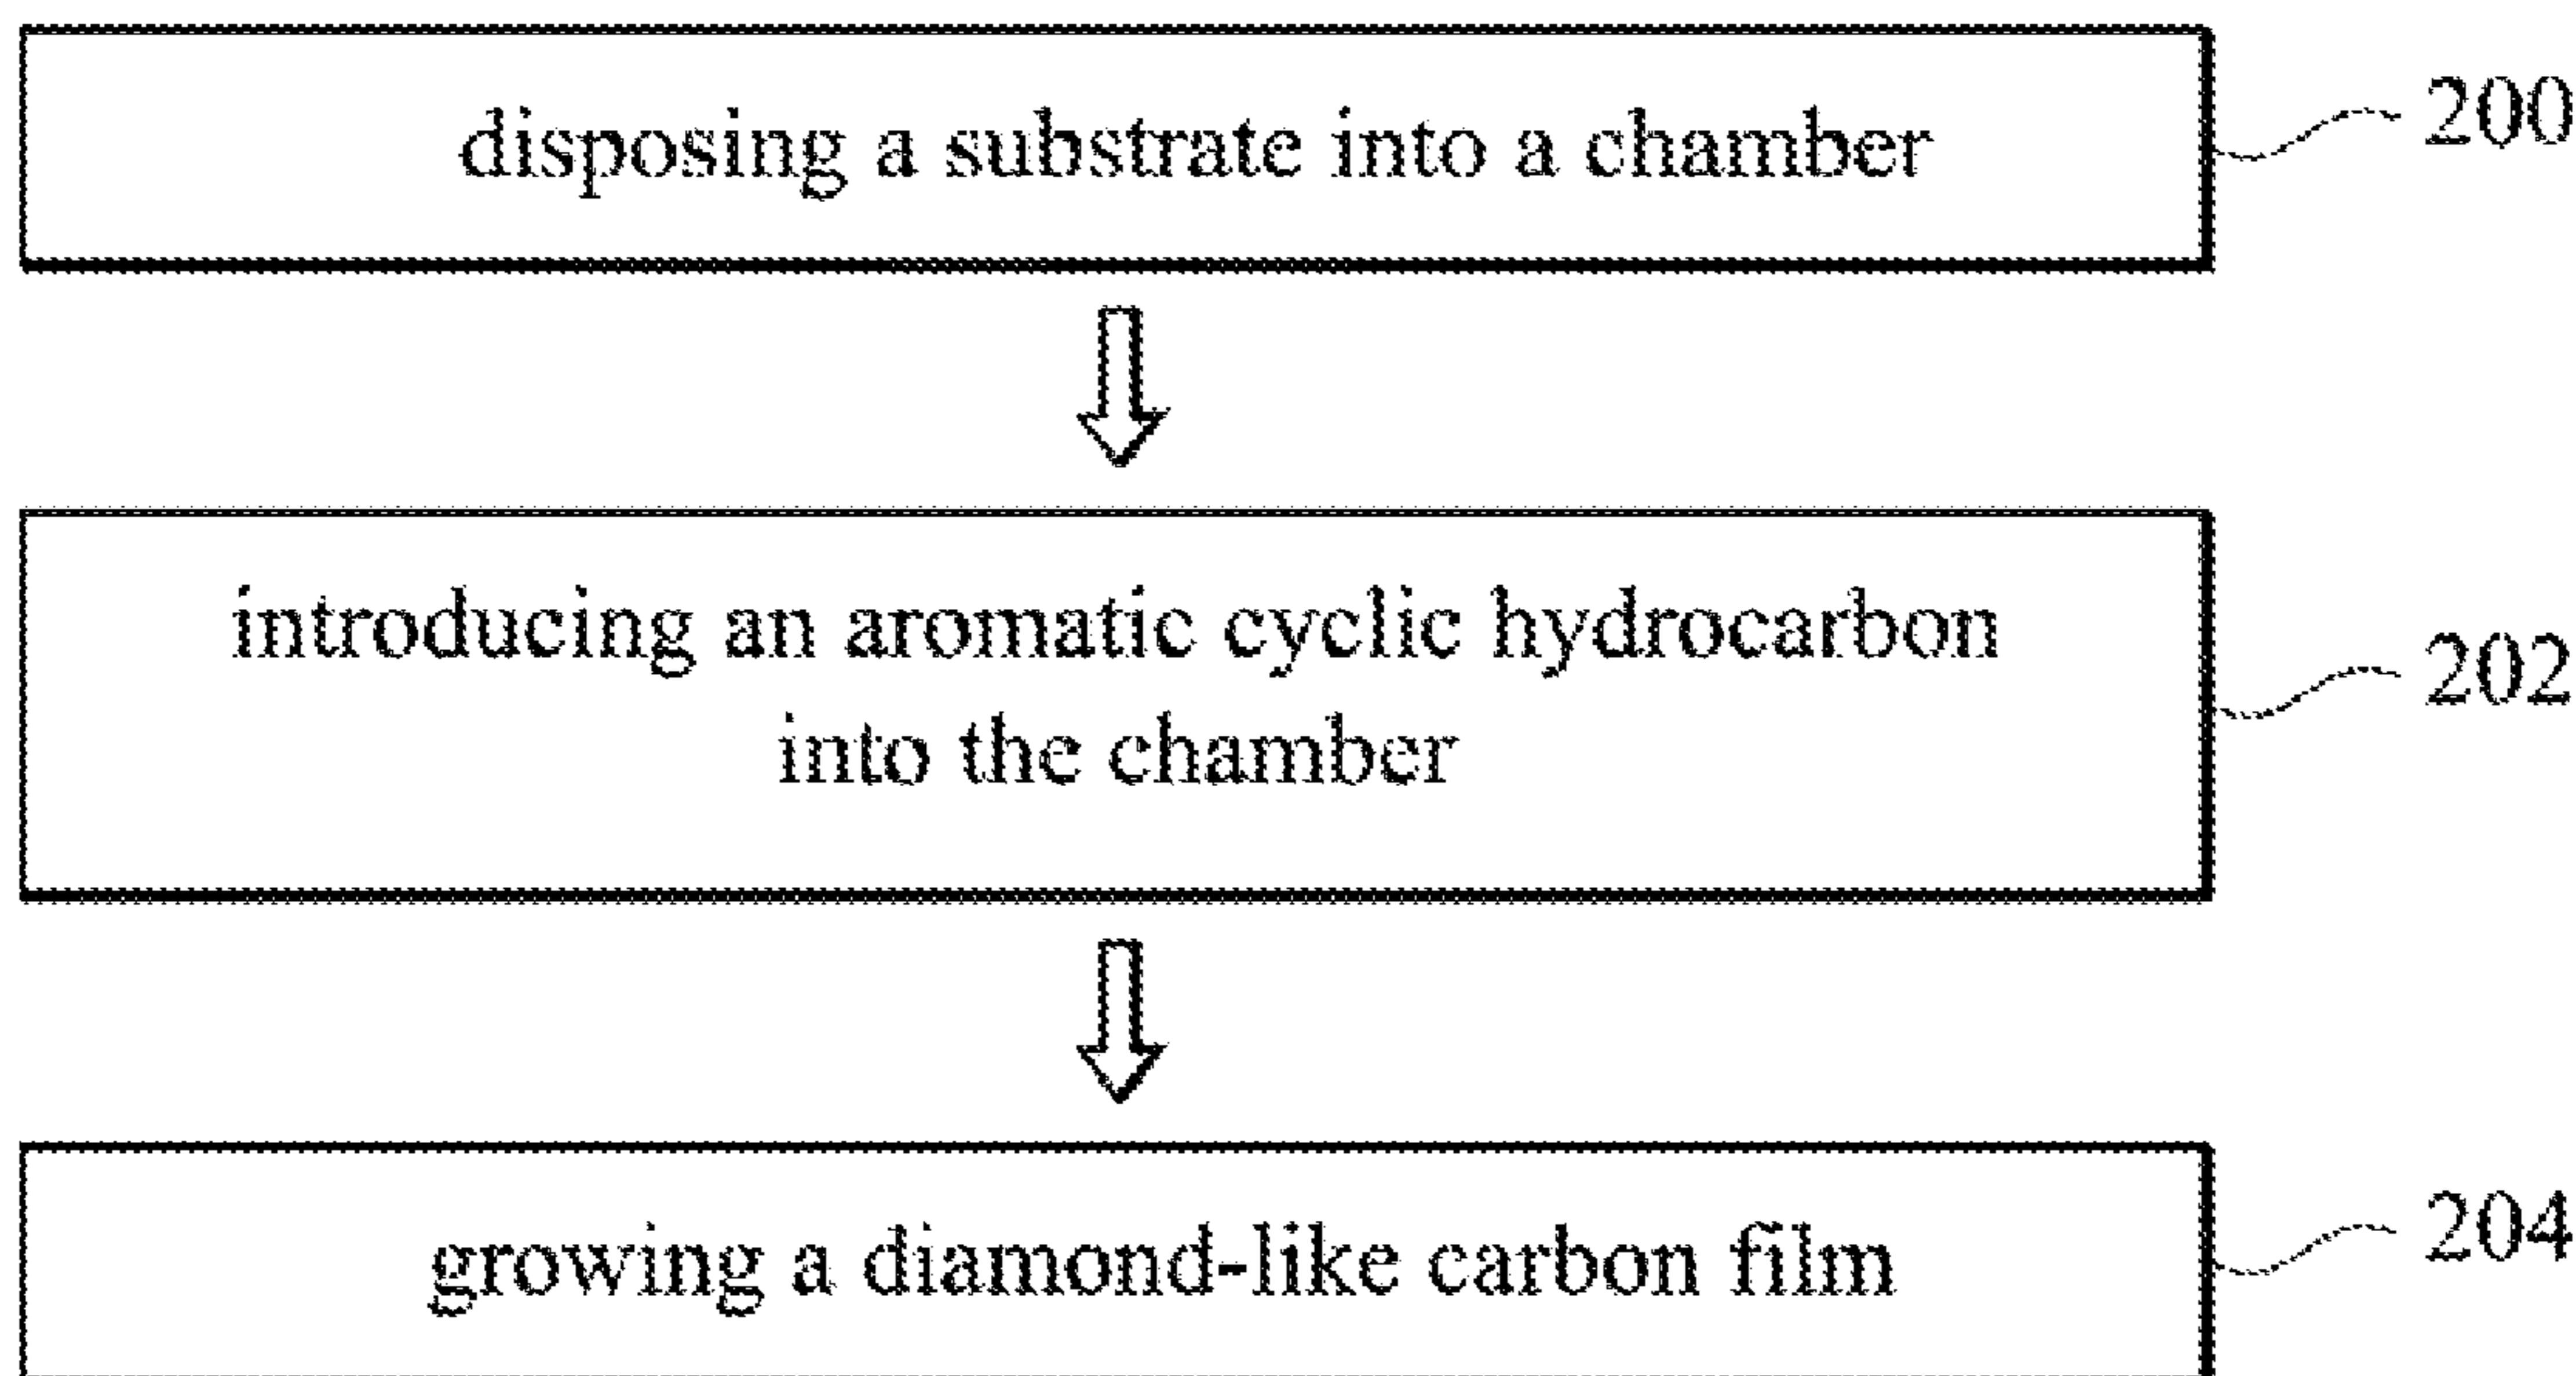 disposing a substrate into a chamber
200
introducing an aromatic cyclic hydrocarbon
into the chamber
202
growing a diamond-like carbon film
204